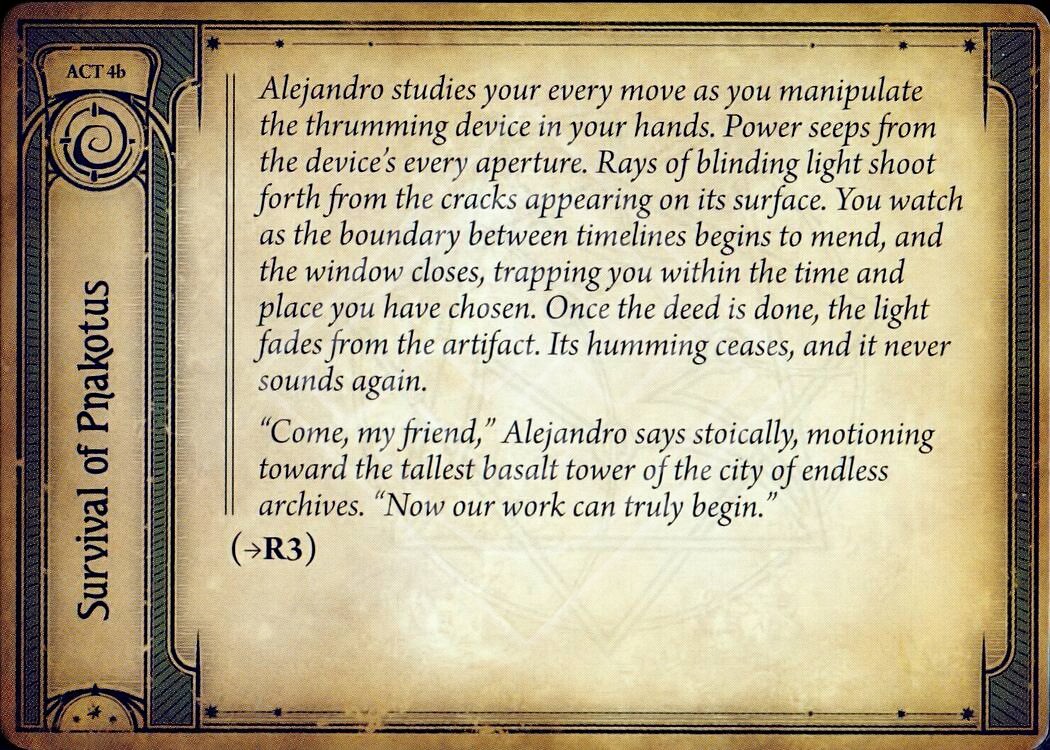 ACT 4b
Survival of Pnakotus
Alejandro studies your every move as you manipulate
the thrumming device in your hands. Power seeps from
the device’s every aperture. Rays of blinding light shoot
forth from the cracks appearing on its surface. You watch
as the boundary between timelines begins to mend, and
the window closes, trapping you within the time and
place you have chosen. Once the deed is done, the light
fades from the artifact. Its humming ceases, and it never
sounds again.
“Come, my friend,” Alejandro says stoically, motioning
toward the tallest basalt tower of the city of endless
archives. “Now our work can truly begin.”
(→R3)